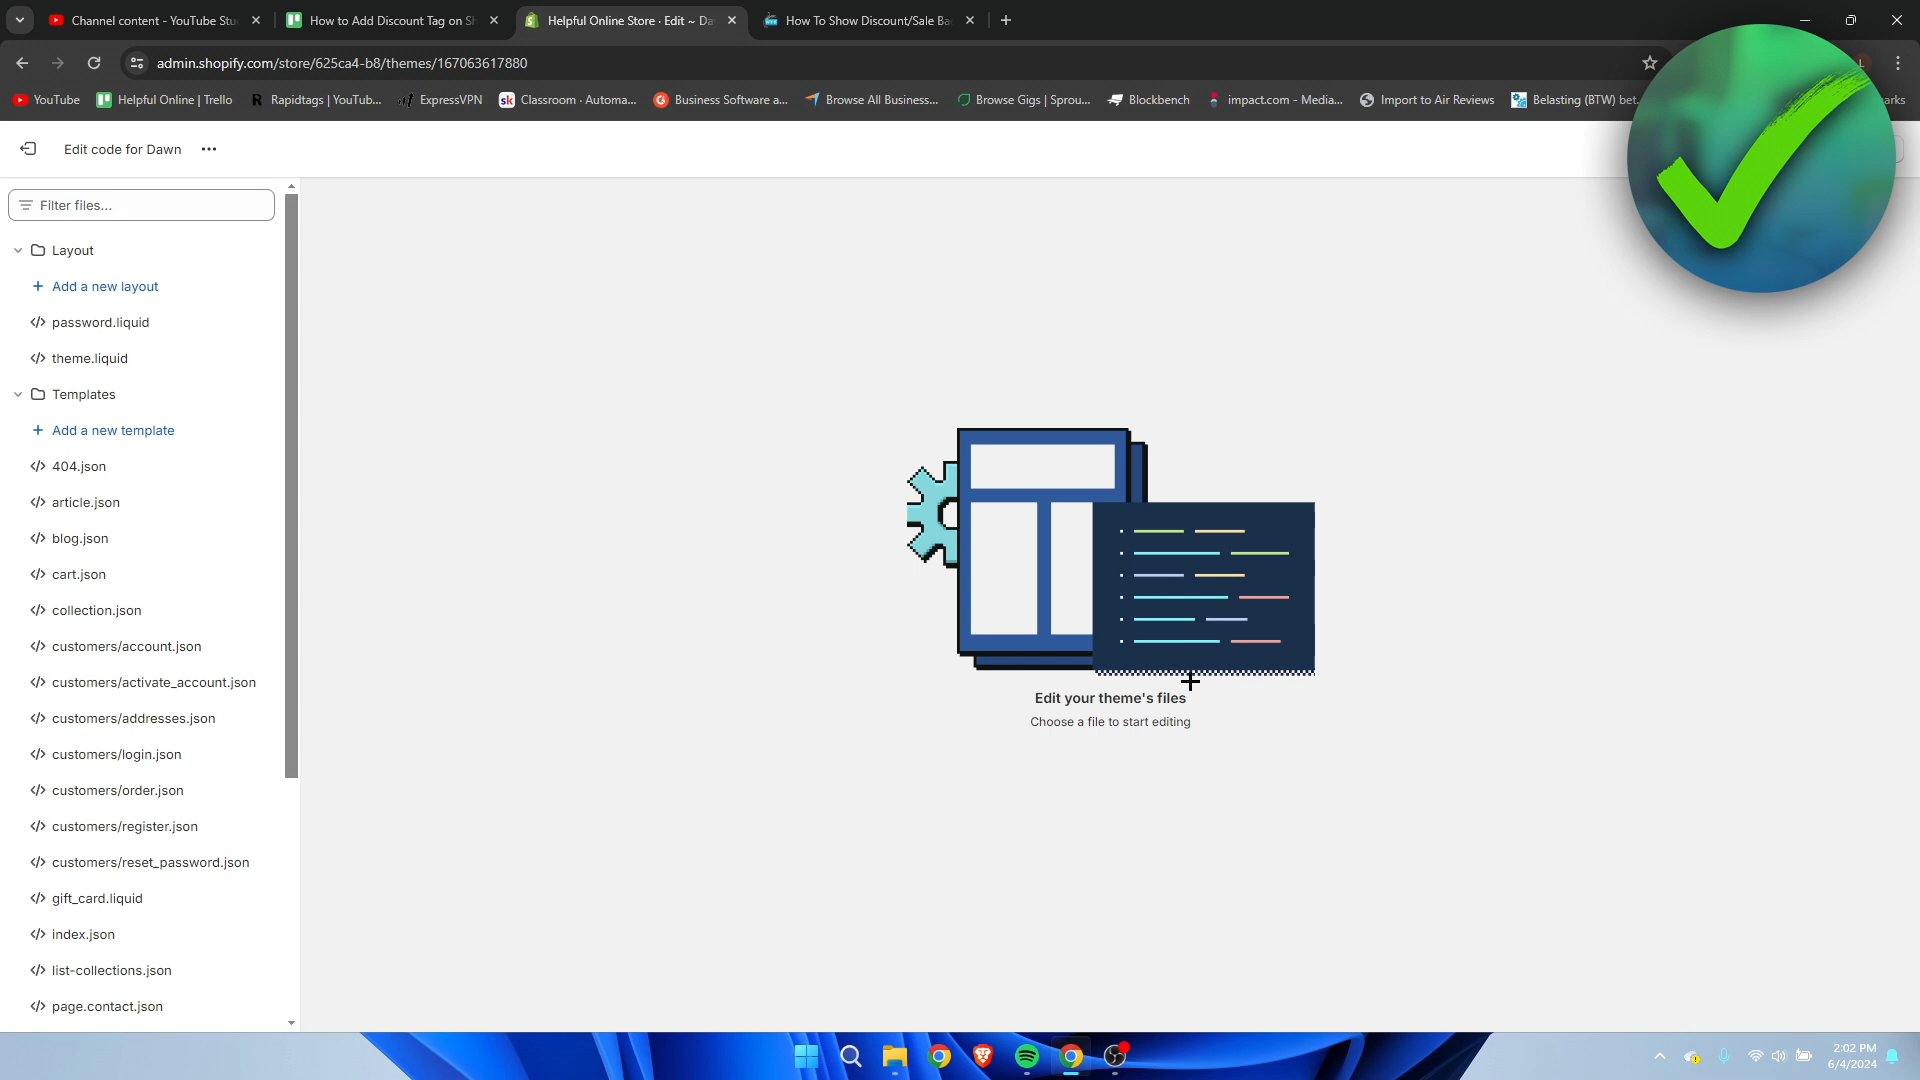 Channel content - YouTube Stu
How to Add Discount Tag on S
Helpful Online Store · Edit ~ Da
How To Show Discount/Sale Ba
admin.shopify.com/store/625ca4-b8/themes/167063617880
YouTube
Helpful Online | Trello
Rapidtags | YouTub...
ExpressVPN
Classroom - Automa...
Business Software a...
Browse All Business...
Browse Gigs | Sprou...
Blockbench
impact.com - Media...
Import to Air Reviews
Belasting (BTW) bet.
arks
Edit code for Dawn
Filter files...
Layout
Add a new layout
password.liquid
theme.liquid
Templates
Add a new template
404.json
article.json
blog.json
cart.json
collection.json
customers/account.json
customers/activate_account.json
customers/addresses.json
customers/login.json
customers/order.json
customers/register.json
customers/reset_password.json
gift_card.liquid
index.json
list-collections.json
page.contact.json
Edit your theme's files
Choose a file to start editing
2:02 PM
6/4/2024